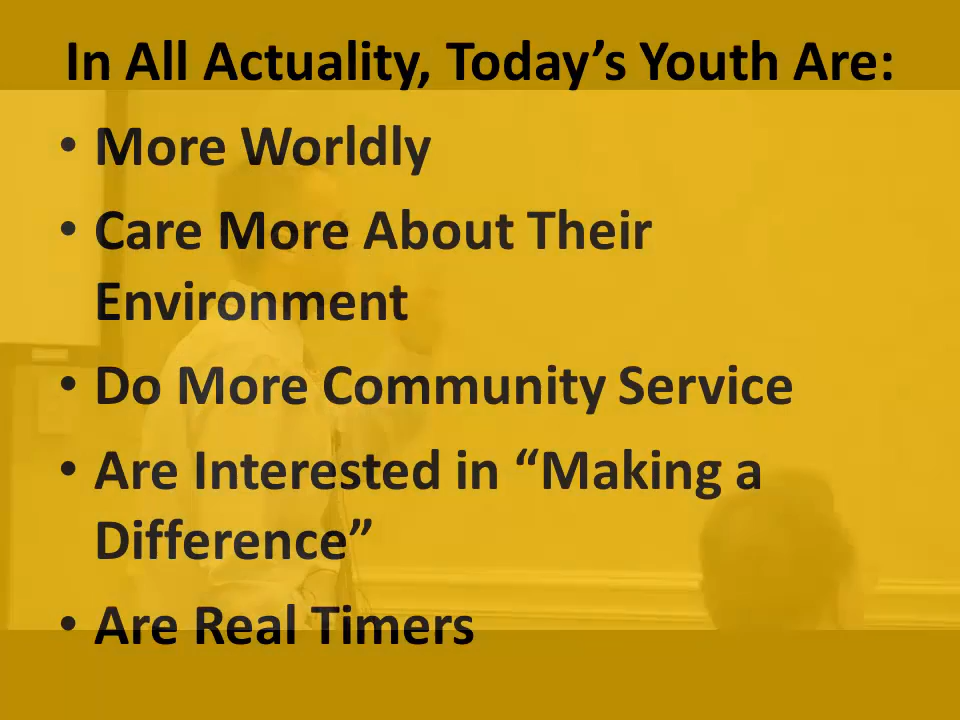 In All Actuality, Today’s Youth Are:
• More Worldly
• Care More About Their
Environment
• Do More Community Service
• Are Interested in “Making a
Difference”
• Are Real Timers